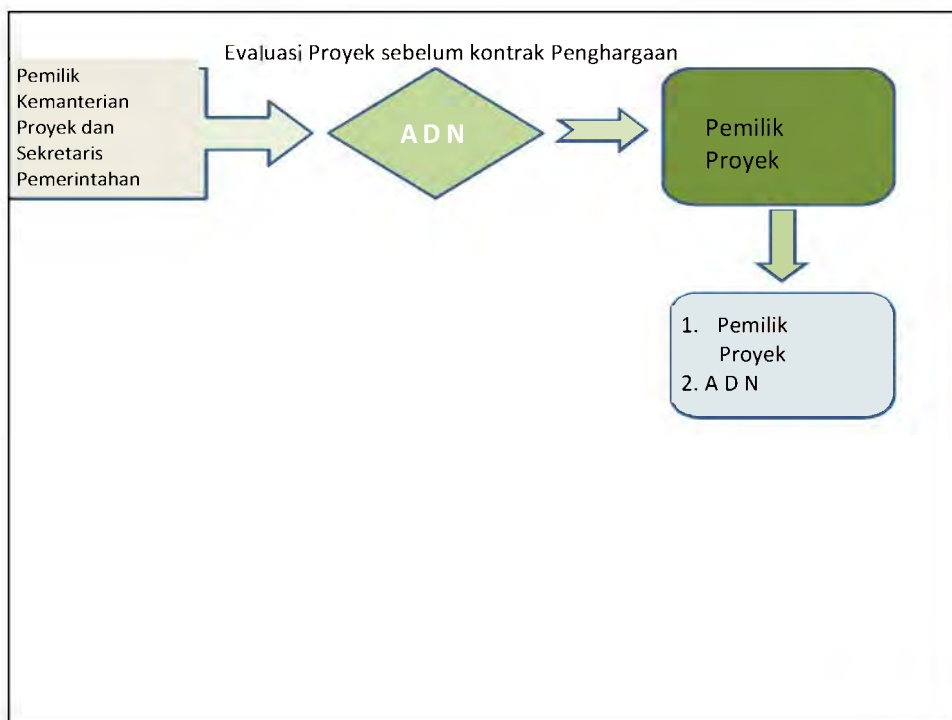 Evaluasi Proyek sebelum kontrak Penghargaan
Pemilik
Kemanterian
Proyek dan
Sekretaris
Pemerintahan
A D N
Pemilik
Proyek
1. Pemilik
Proyek
2. A D N